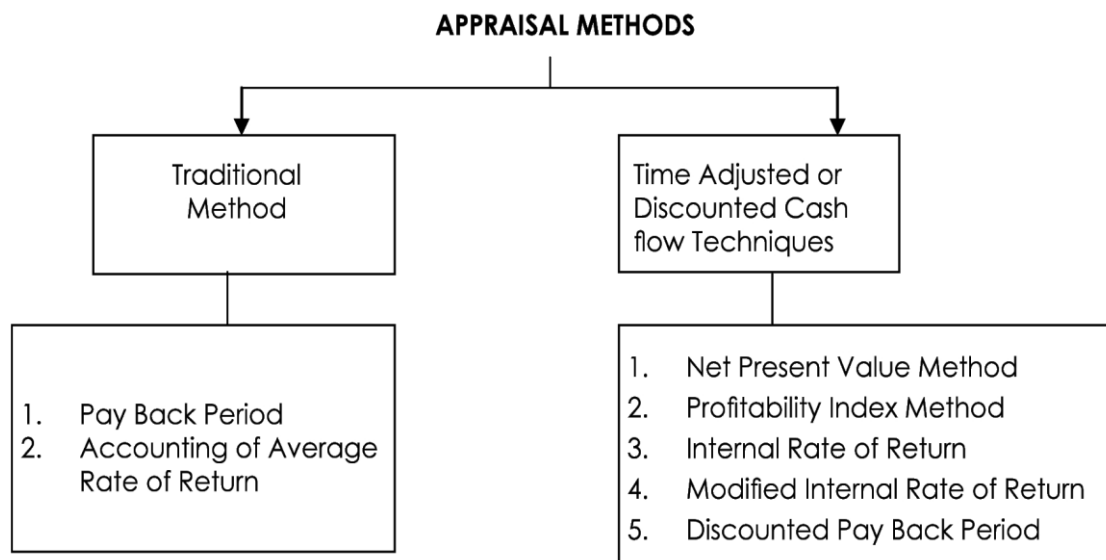 APPRAISAL METHODS
Traditional
Method
Time Adjusted or
Discounted Cash
flow Techniques
1. Pay Back Period
2. Accounting of Average
Rate of Return
1. Net Present Value Method
2. Profitability Index Method
3. Internal Rate of Return
4. Modified Internal Rate of Return
5. Discounted Pay Back Period